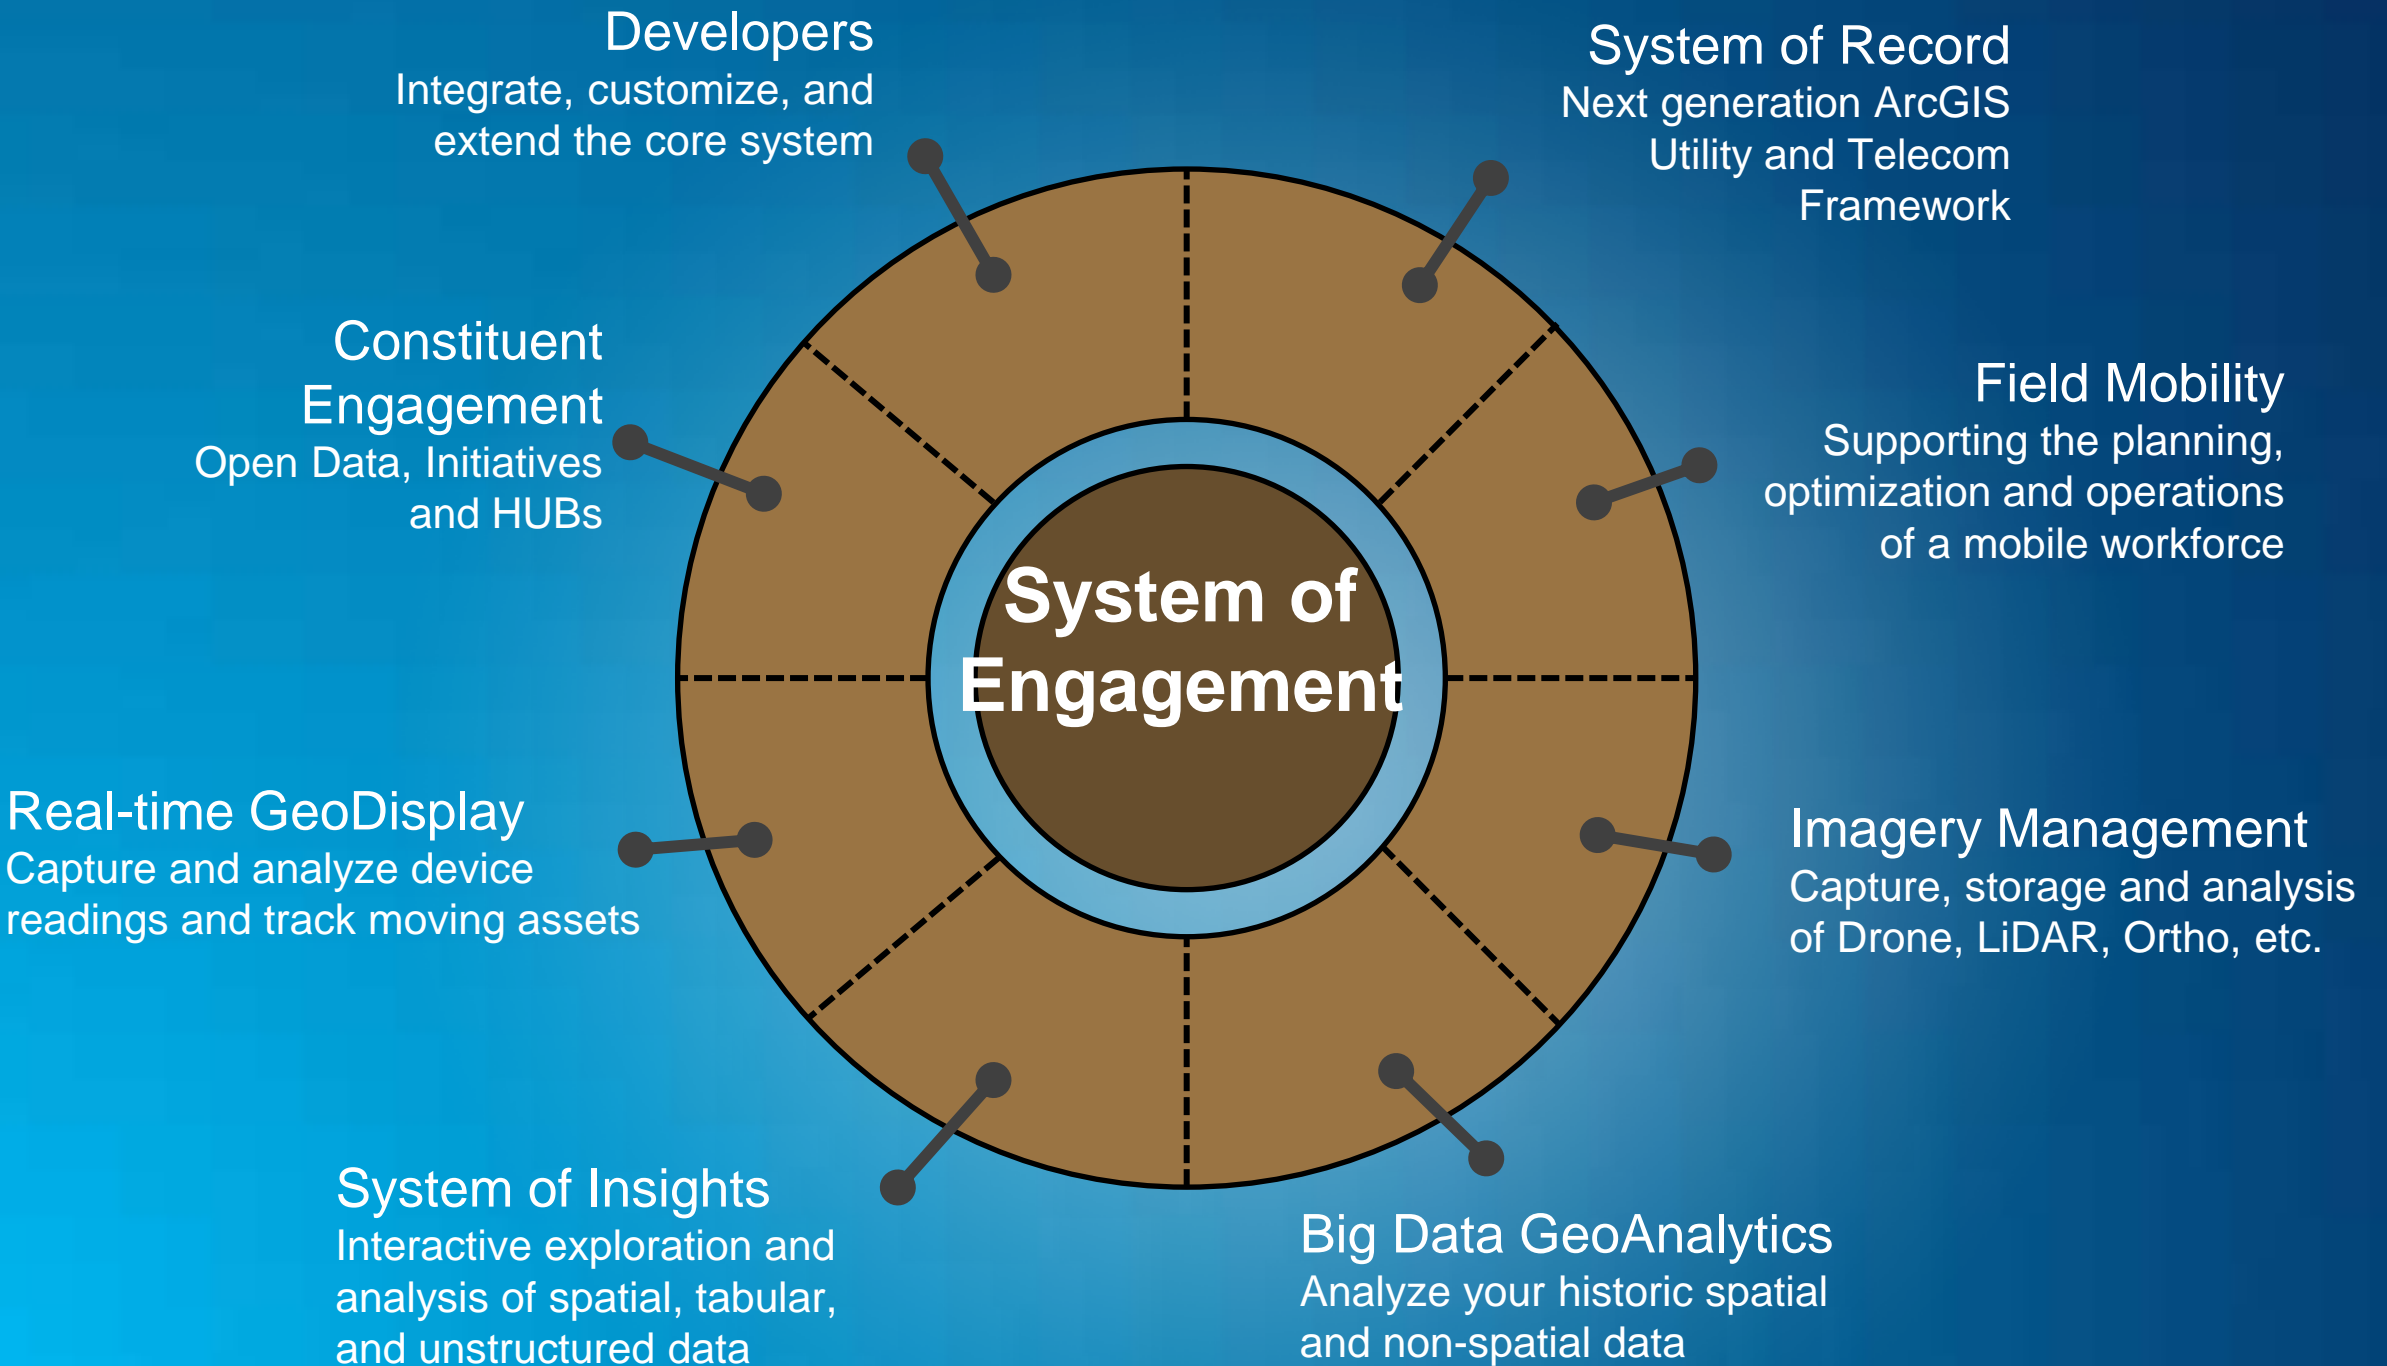 Developers
Integrate, customize, and
extend the core system
System of Record
Next generation ArcGIS
Utility and Telecom
Framework
Constituent
Engagement
Open Data, Initiatives
and HUBs
Field Mobility
Supporting the planning,
optimization and operations
of a mobile workforce
System of
Engagement
Real-time GeoDisplay
Capture and analyze device
readings and track moving assets
Imagery Management
Capture, storage and analysis
of Drone, LiDAR, Ortho, etc.
System of Insights
Interactive exploration and
analysis of spatial, tabular,
and unstructured data
Big Data GeoAnalytics
Analyze your historic spatial
and non-spatial data